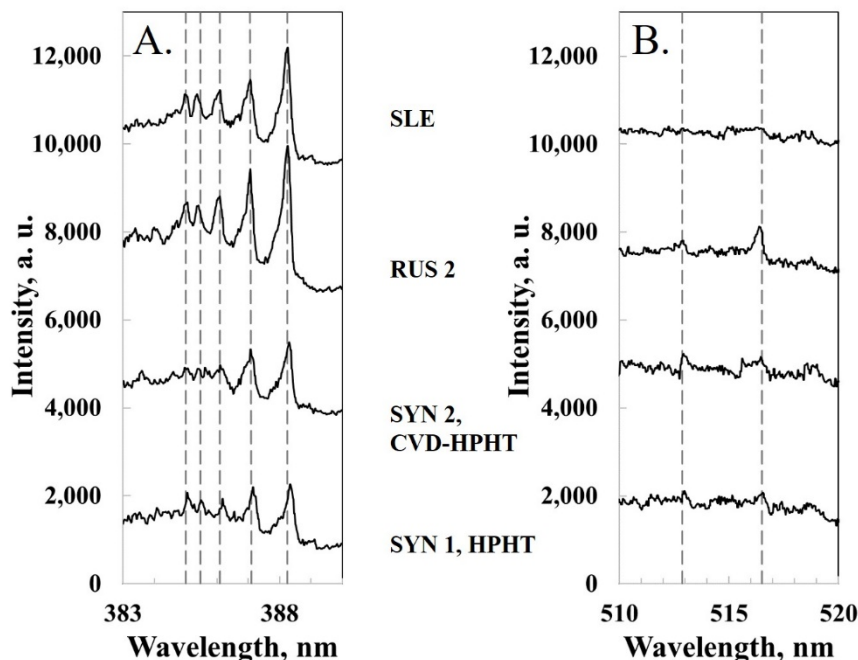 A.
Intensity, a. u.
12,000
10,000
8,000
6,000
4,000
2,000
0
383
388
Wavelength, nm
SLE
RUS 2
SYN 2,
CVD-HPHT
SYN 1, HPHT
B.
Intensity, a. u.
12,000
10,000
8,000
6,000
4,000
2,000
0
510
515
520
Wavelength, nm